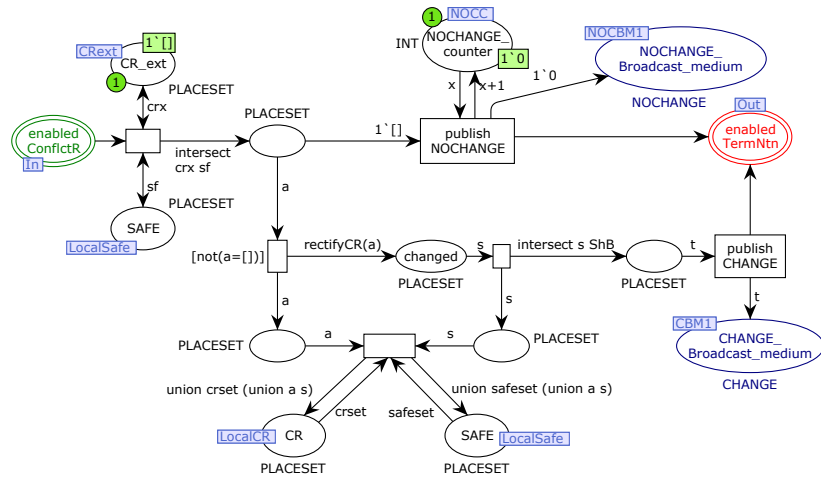 NOCC
1
NOCHANGE_
counter
INT
1`0
NOCBM1
NOCHANGE_
Broadcast_medium
NOCHANGE
1`[]
CRext
CR_ext
1
PLACESET
crx
x
x+1
1`0
enabled
ConflctR
In
intersect
crx sf
PLACESET
1`[]
publish
NOCHANGE
Out
enabled
TermNtn
sf
PLACESET
SAFE
LocalSafe
a
[not(a=[])]
rectifyCR(a)
changed
PLACESET
s
intersect s ShB
PLACESET
t
publish
CHANGE
a
s
t
PLACESET
a
s
PLACESET
CBM1
CHANGE_
Broadcast_medium
CHANGE
union crset (union a s)
crset
safeset
union safeset (union a s)
LocalCR
CR
PLACESET
SAFE
LocalSafe
PLACESET